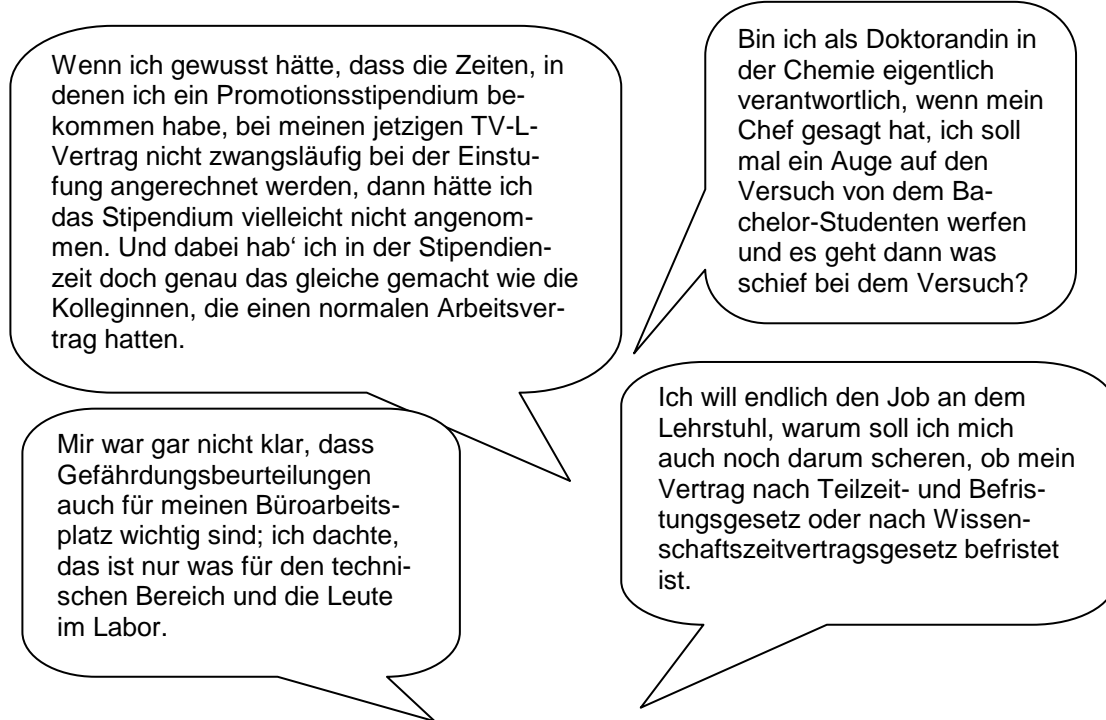 Wenn ich gewusst hätte, dass die Zeiten, in
denen ich ein Promotionsstipendium be-
kommen habe, bei meinen jetzigen TV-L-
Vertrag nicht zwangsläufig bei der Einstu-
fung angerechnet werden, dann hätte ich
das Stipendium vielleicht nicht angenom-
men. Und dabei hab‘ ich in der Stipendien-
zeit doch genau das gleiche gemacht wie die
Kolleginnen, die einen normalen Arbeitsver-
trag hatten.
Bin ich als Doktorandin in
der Chemie eigentlich
verantwortlich, wenn mein
Chef gesagt hat, ich soll
mal ein Auge auf den
Versuch von dem Ba-
chelor-Studenten werfen
und es geht dann was
schief bei dem Versuch?
Mir war gar nicht klar, dass
Gefährdungsbeurteilungen
auch für meinen Büroarbeits-
platz wichtig sind; ich dachte,
das ist nur was für den techni-
schen Bereich und die Leute
im Labor.
Ich will endlich den Job an dem
Lehrstuhl, warum soll ich mich
auch noch darum scheren, ob mein
Vertrag nach Teilzeit- und Befris-
tungsgesetz oder nach Wissen-
schaftszeitvertragsgesetz befristet
ist.